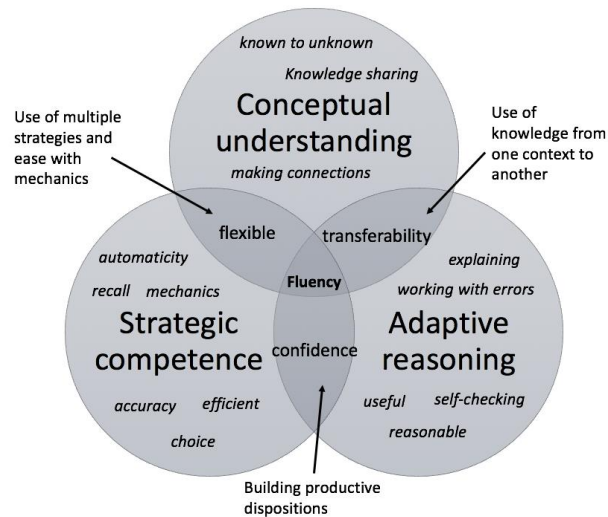 known to unknown
Knowledge sharing
Conceptual
understanding
making connections
Use of multiple
strategies and
ease with
mechanics
Use of
knowledge from
one context to
another
flexible
transferability
Fluency
confidence
automaticity
recall mechanics
Strategic
competence
accuracy efficient
choice
explaining
working with errors
Adaptive
reasoning
useful self-checking
reasonable
Building productive
dispositions